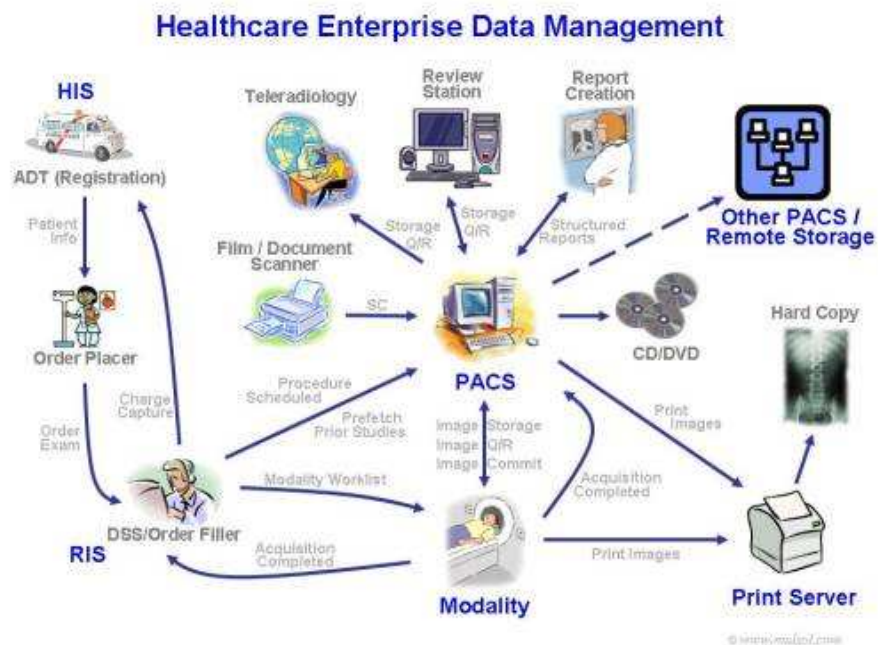 Healthcare Enterprise Data Management
HIS
ADT (Registration)
Teleradiology
Review
Station
Report
Creation
Other PACS /
Remote Storage
Patient
Info
Storage
Q/R
Storage
Q/R
Structured
Reports
Film / Document
Scanner
SC
PACS
CD/DVD
Hard Copy
Order Placer
Order
Exam
Charge
Capture
Procedure
Scheduled
Prefetch
Prior Studies
Image Storage
Image Q/R
Image Commit
Print
Images
Acquisition
Completed
Modality Worklist
DSS/Order Filler
RIS
Acquisition
Completed
Print Images
Modality
Print Server